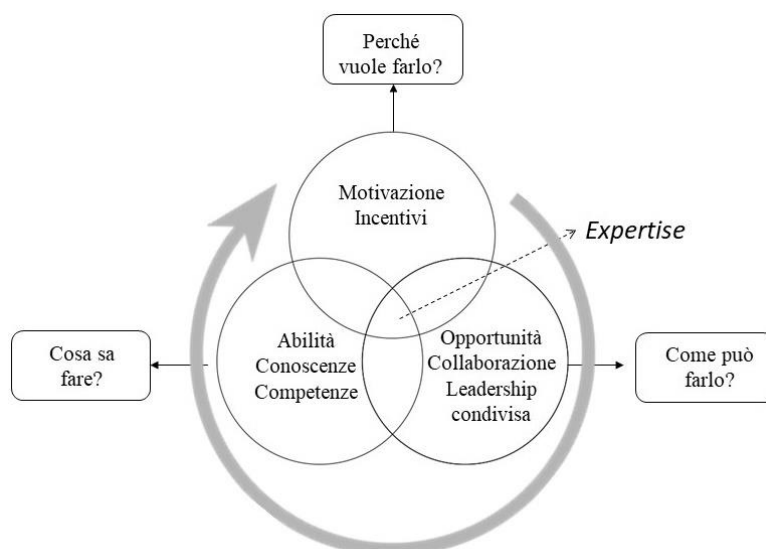 Perché
vuole farlo?
Motivazione
Incentivi
Expertise
Abilità
Conoscenze
Competenze
Opportunità
Collaborazione
Leadership
condivisa
Cosa sa
fare?
Come può
farlo?